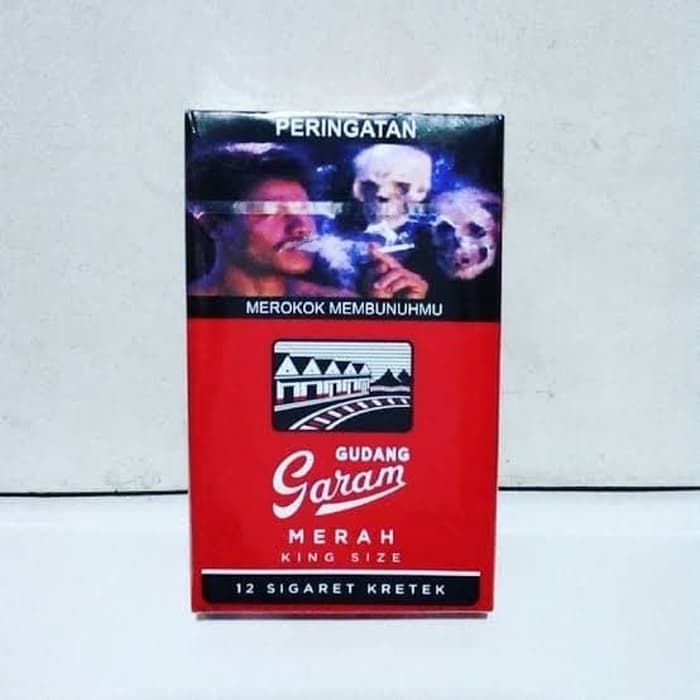 PERINGATAN
MEROKOK MEMBUNUHMU
GUDANG
Garam
MERAH
KING SIZE
12 SIGARET KRETEK